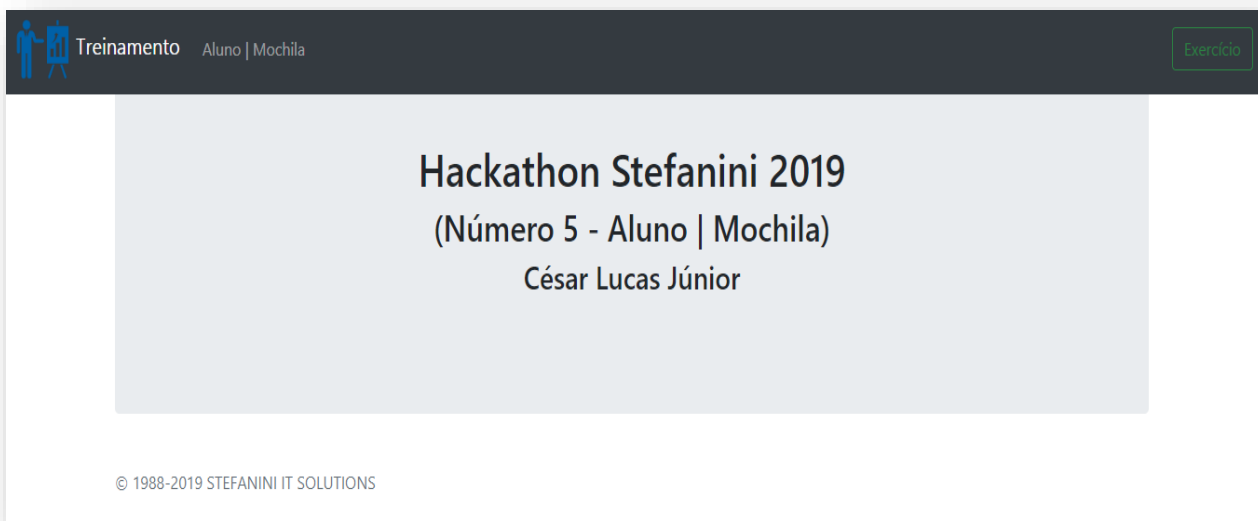 Treinamento Aluno | Mochila Exercício
Hackathon Stefanini 2019
(Número 5 - Aluno | Mochila)
César Lucas Júnior
© 1988-2019 STEFANINI IT SOLUTIONS